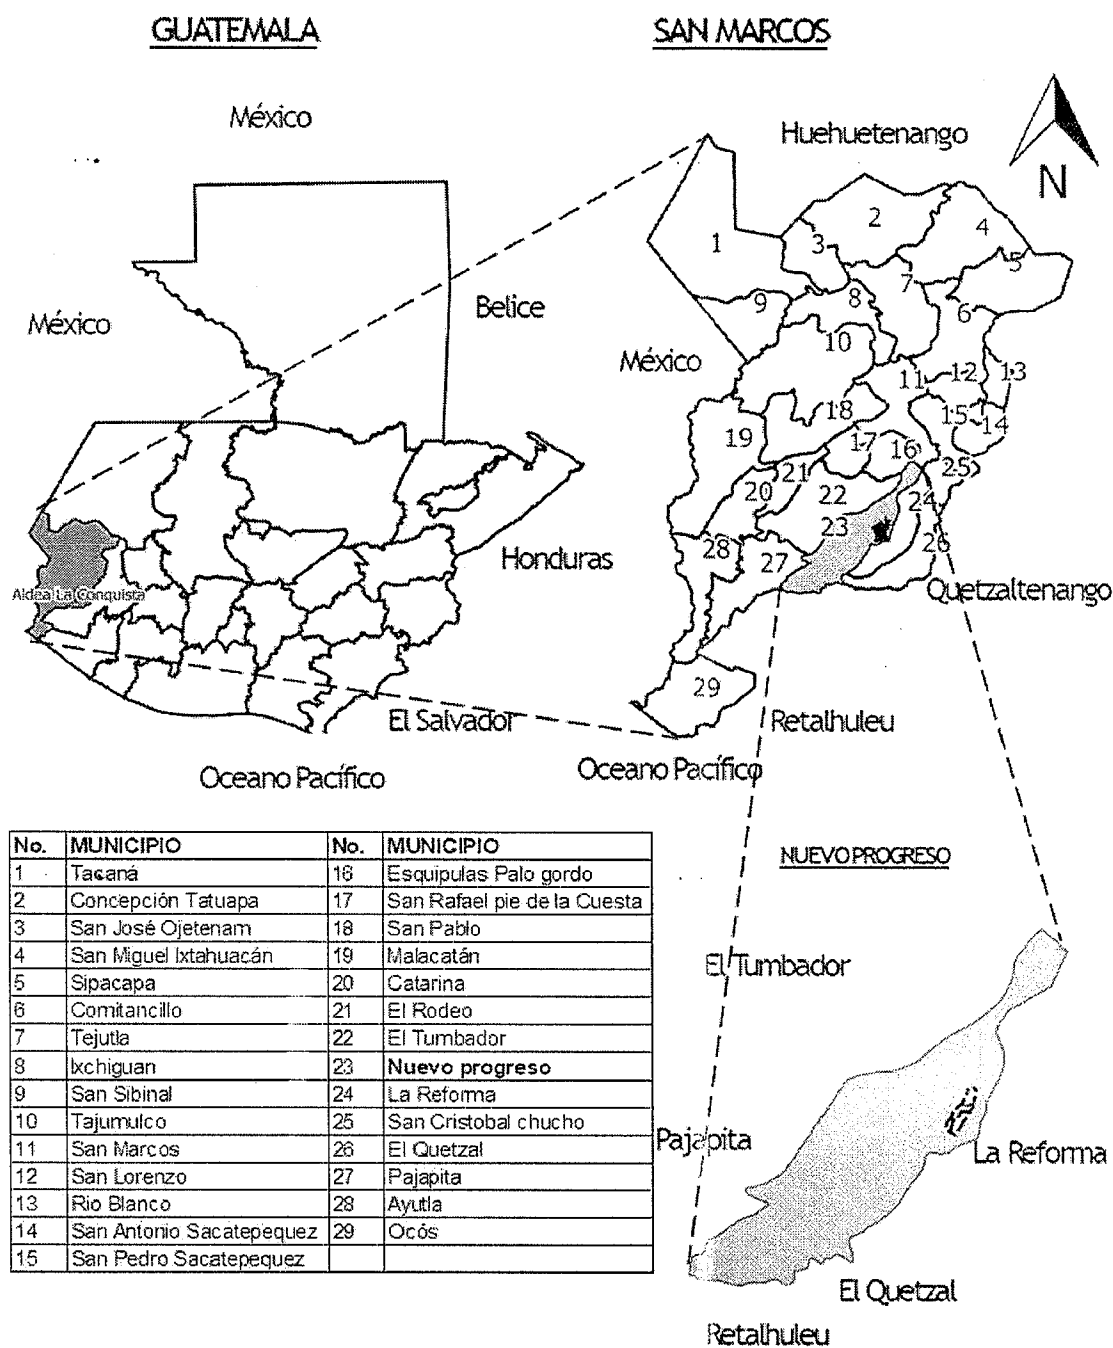 GUATEMALA
México
México
Belice
Honduras
Aldea La Conquista
El Salvador
Oceano Pacífico
SAN MARCOS
Huehuetenango
N
México
1
2
3
4
5
6
7
8
9
10
11
12
13
14
15
16
17
18
19
20
21
22
23
24
25
26
27
28
29
Quetzaltenango
Retalhuleu
Oceano Pacífico
No. MUNICIPIO No. MUNICIPIO
1 Tacaná 16 Esquipulas Palo gordo
2 Concepción Tatuapa 17 San Rafael pie de la Cuesta
3 San José Ojetenam 18 San Pablo
4 San Miguel Ixtahuacán 19 Malacatán
5 Sipacapa 20 Catarina
6 Comitancillo 21 El Rodeo
7 Tejutla 22 El Tumbador
8 Ixchiguan 23 Nuevo progreso
9 San Sibinal 24 La Reforma
10 Tajumulco 25 San Cristobal chucho
11 San Marcos 26 El Quetzal
12 San Lorenzo 27 Pajapita
13 Rio Blanco 28 Ayutla
14 San Antonio Sacatepequez 29 Ocós
15 San Pedro Sacatepequez
NUEVO PROGRESO
El Tumbador
Pajapita
La Reforma
El Quetzal
Retalhuleu